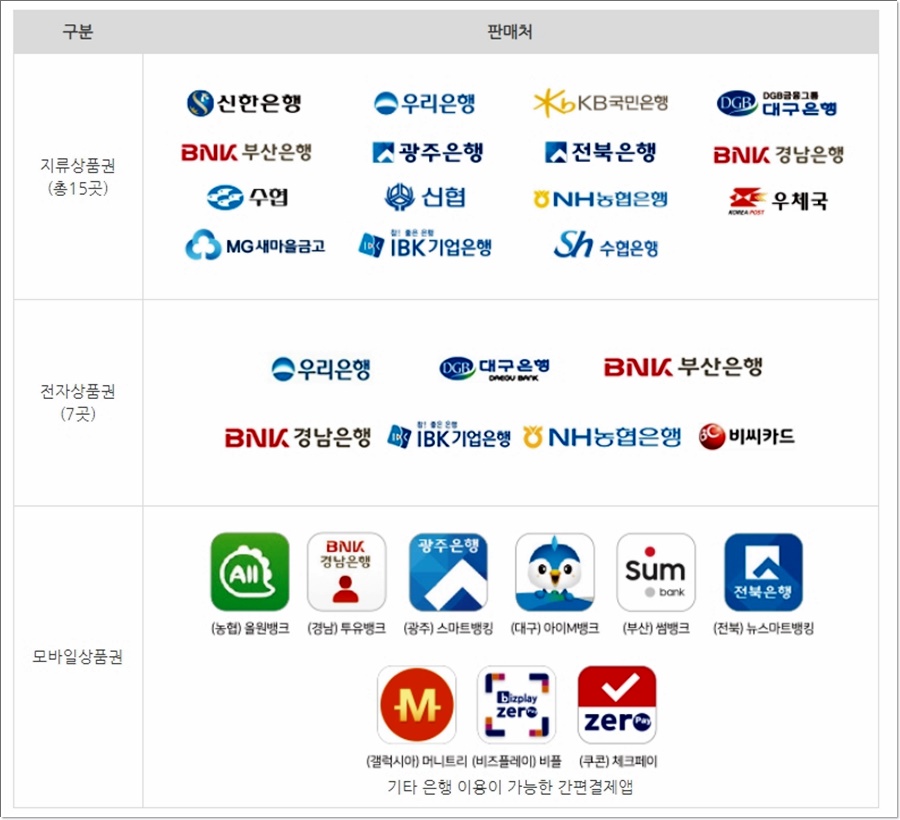 구분 판매처
신한은행 우리은행 KB국민은행 DGB DGB금융그룹 대구은행
지류상품권
(총15곳)
BNK 부산은행 광주은행 전북은행 BNK 경남은행
수협 신협 NH농협은행 KOREA POST 우체국
MG새마을금고 참! 좋은 은행 IBK기업은행 Sh수협은행
전자상품권
(7곳)
우리은행 DGB 대구은행 DAEGU BANK BNK 부산은행
BNK 경남은행 참! 좋은 은행 IBK기업은행 NH농협은행 BC 비씨카드
모바일상품권
All BNK 경남은행 광주은행 Sum bank 전북은행
(농협) 올원뱅크 (경남) 투유뱅크 (광주) 스마트뱅킹 (대구) 아이M뱅크 (부산) 썸뱅크 (전북) 뉴스마트뱅킹
M bizplay zero Pay zero Pay
(갤럭시아) 머니트리 (비즈플레이) 비플 (쿠콘) 체크페이
기타 은행 이용이 가능한 간편결제앱